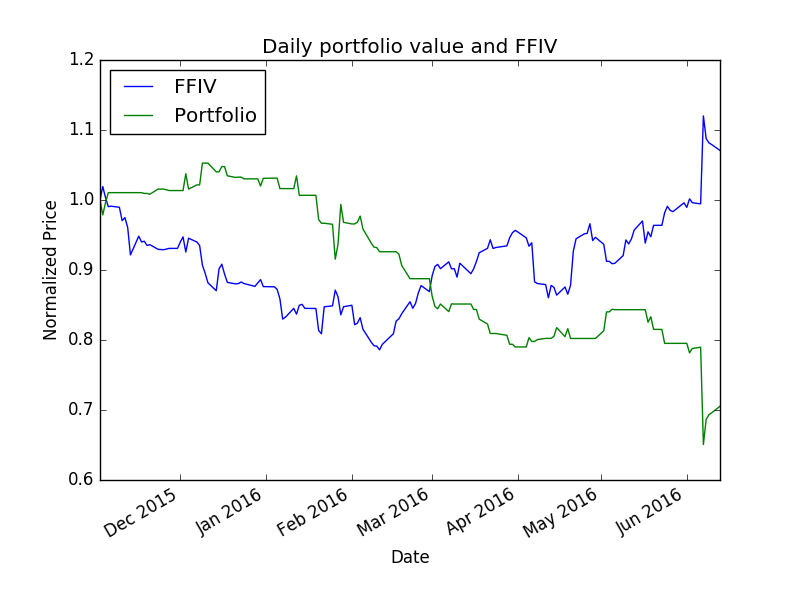 Daily portfolio value and FFIV
1.2
1.1
1.0
0.9
0.8
0.7
0.6
Normalized Price
FFIV
Portfolio
Dec 2015
Jan 2016
Feb 2016
Mar 2016
Apr 2016
May 2016
Jun 2016
Date